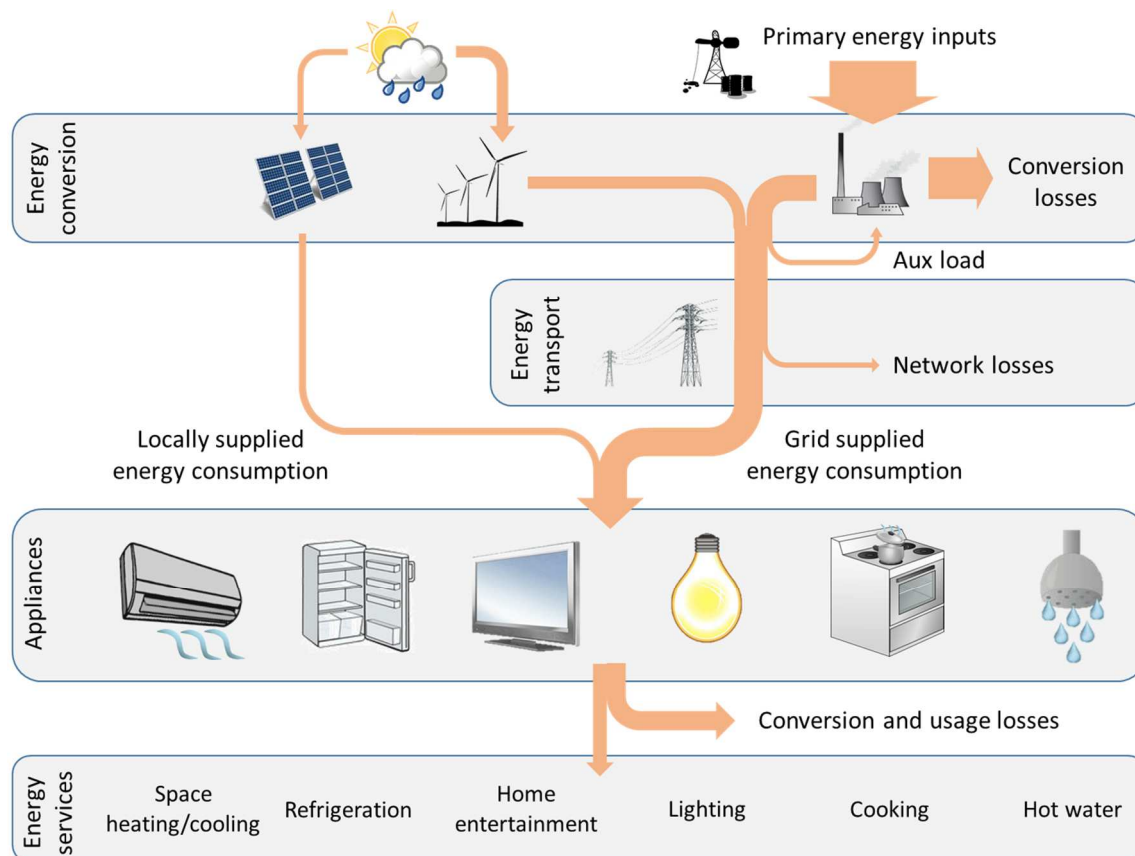 Primary energy inputs
Energy
conversion
Conversion
losses
Aux load
Energy
transport
Network losses
Locally supplied
energy consumption
Grid supplied
energy consumption
Appliances
Conversion and usage losses
Energy
services
Space
heating/cooling
Refrigeration
Home
entertainment
Lighting
Cooking
Hot water